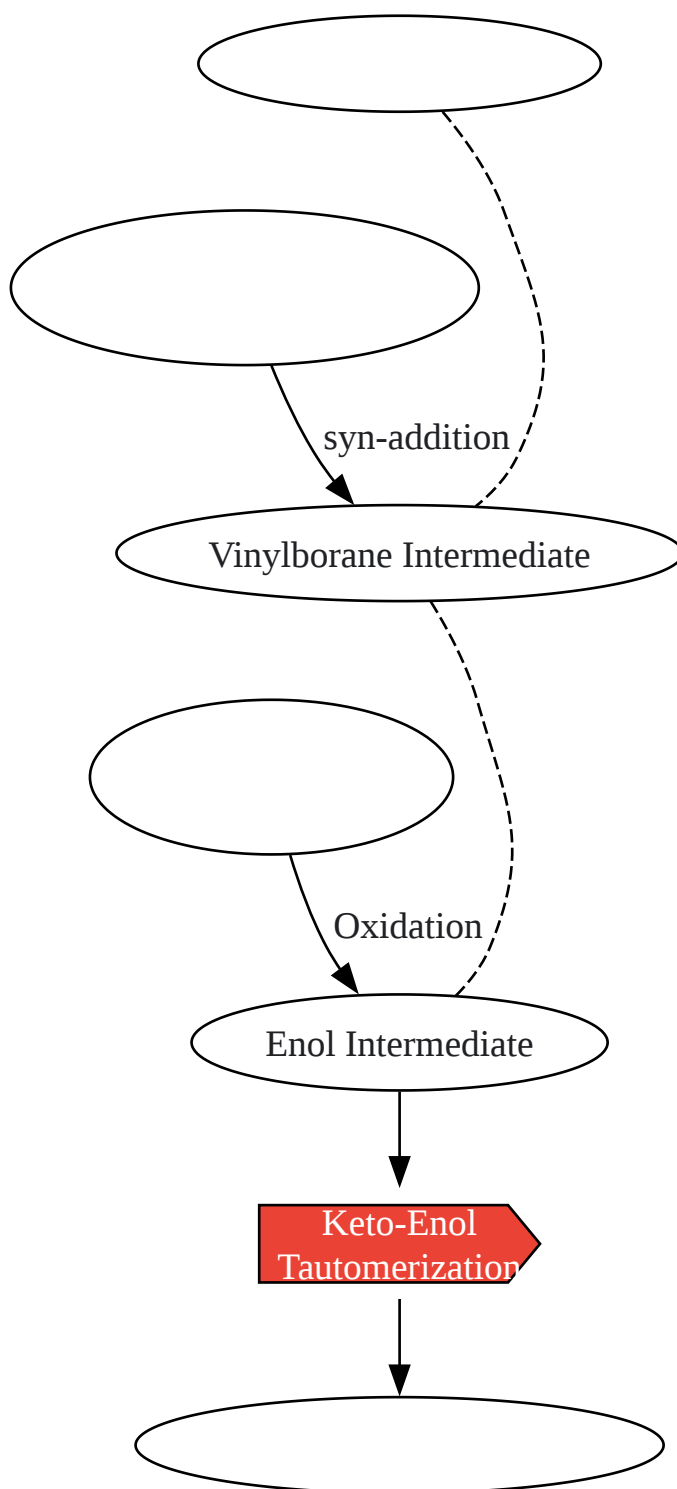 syn-addition
Vinylborane Intermediate
Oxidation
Enol Intermediate
Keto-Enol
Tautomerization